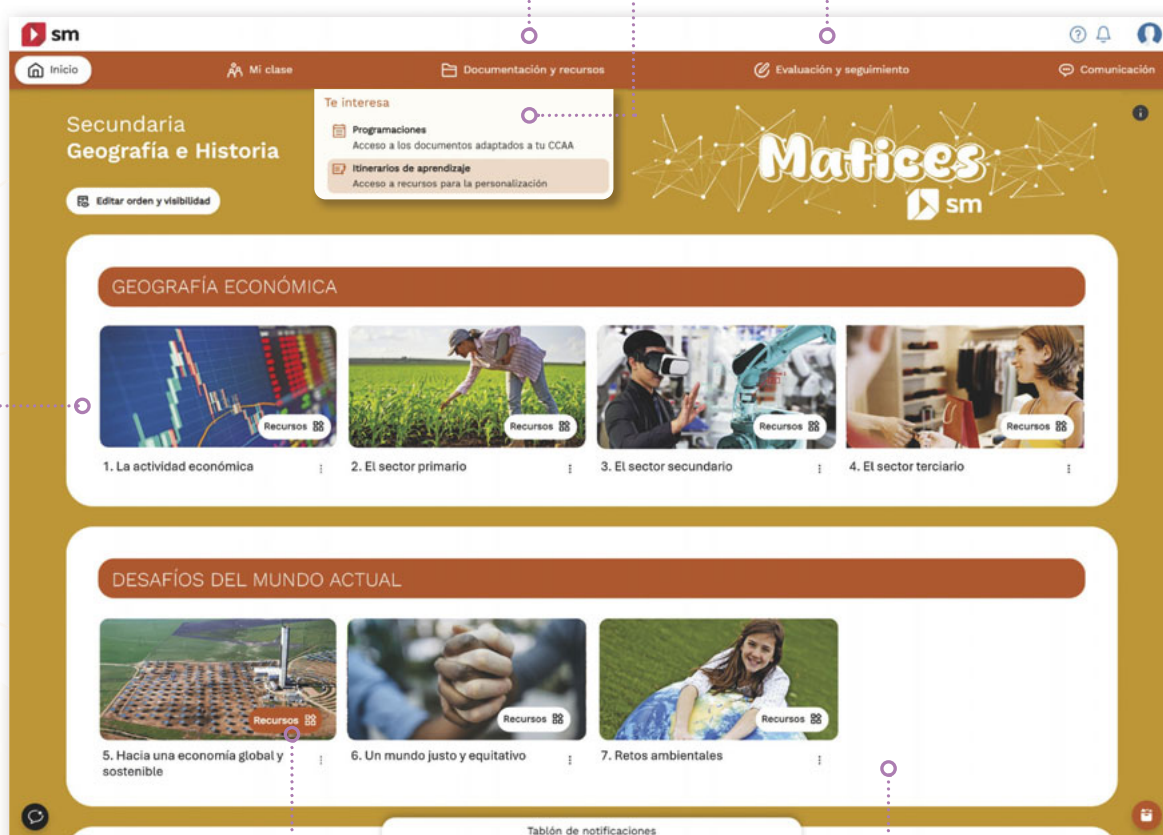 sm
Inicio
Mi clase
Documentación y recursos
Evaluación y seguimiento
Comunicación
Secundaria
Geografía e Historia
Editar orden y visibilidad
Te interesa
Programaciones
Acceso a los documentos adaptados a tu CCAA
Itinerarios de aprendizaje
Acceso a recursos para la personalización
Matices
sm
GEOGRAFÍA ECONÓMICA
Recursos
Recursos
Recursos
Recursos
1. La actividad económica
2. El sector primario
3. El sector secundario
4. El sector terciario
DESAFÍOS DEL MUNDO ACTUAL
Recursos
Recursos
Recursos
5. Hacia una economía global y
sostenible
6. Un mundo justo y equitativo
7. Retos ambientales
Tablón de notificaciones